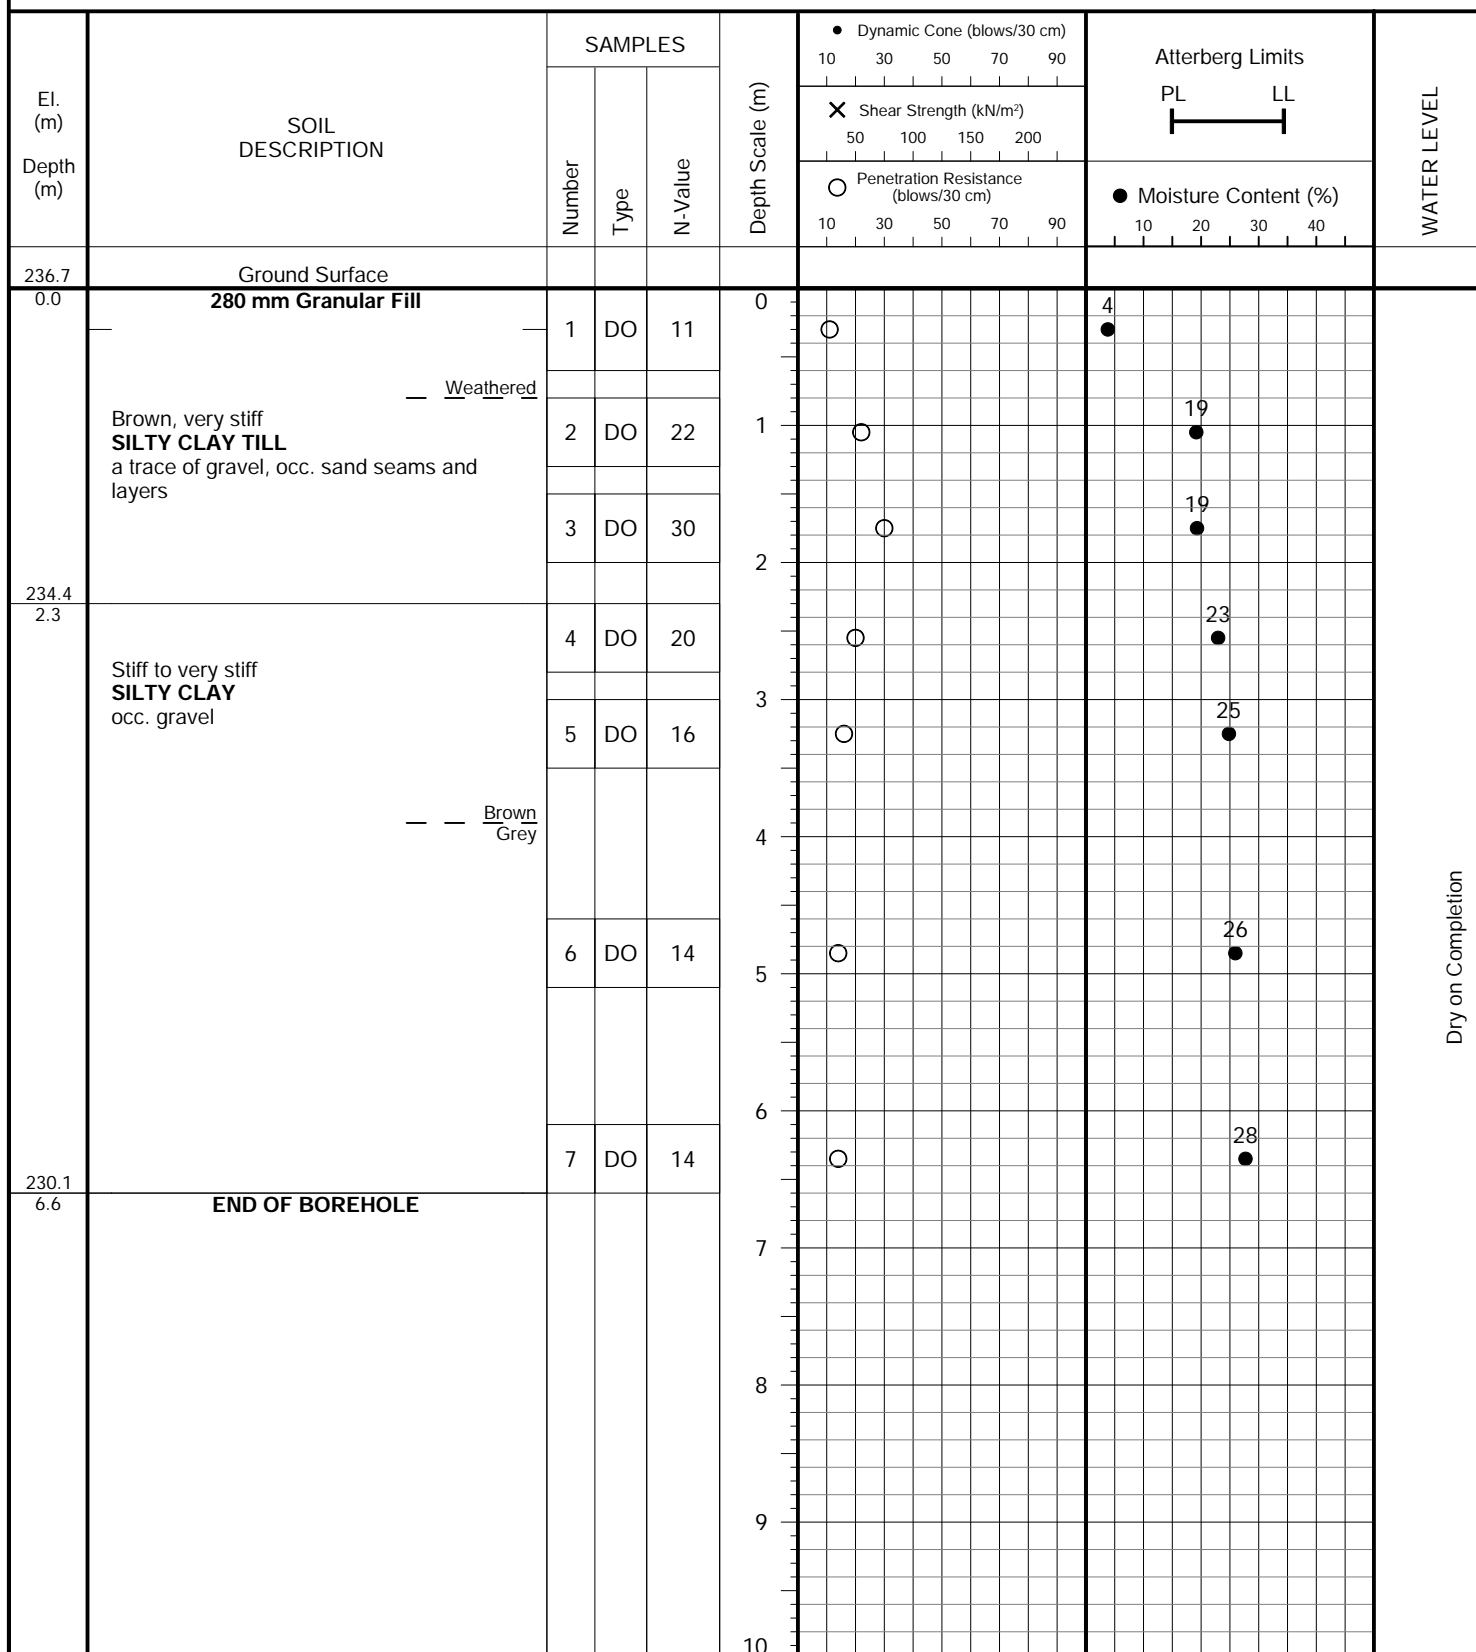 El.
(m)
Depth
(m)
SOIL
DESCRIPTION
SAMPLES
Number
Type
N-Value
Depth Scale (m)
● Dynamic Cone (blows/30 cm)
10 30 50 70 90
✕ Shear Strength (kN/m²)
50 100 150 200
○ Penetration Resistance
(blows/30 cm)
10 30 50 70 90
Atterberg Limits
PL LL
● Moisture Content (%)
10 20 30 40
WATER LEVEL
236.7 Ground Surface
0.0 280 mm Granular Fill 0
4
1 DO 11
Weathered
Brown, very stiff
SILTY CLAY TILL
a trace of gravel, occ. sand seams and
layers
19
1
2 DO 22
19
3 DO 30
2
234.4
2.3
23
4 DO 20
Stiff to very stiff
SILTY CLAY
occ. gravel
3
25
5 DO 16
Brown
Grey
4
26
6 DO 14
5
Dry on Completion
6
28
7 DO 14
230.1
6.6 END OF BOREHOLE
7
8
9
10